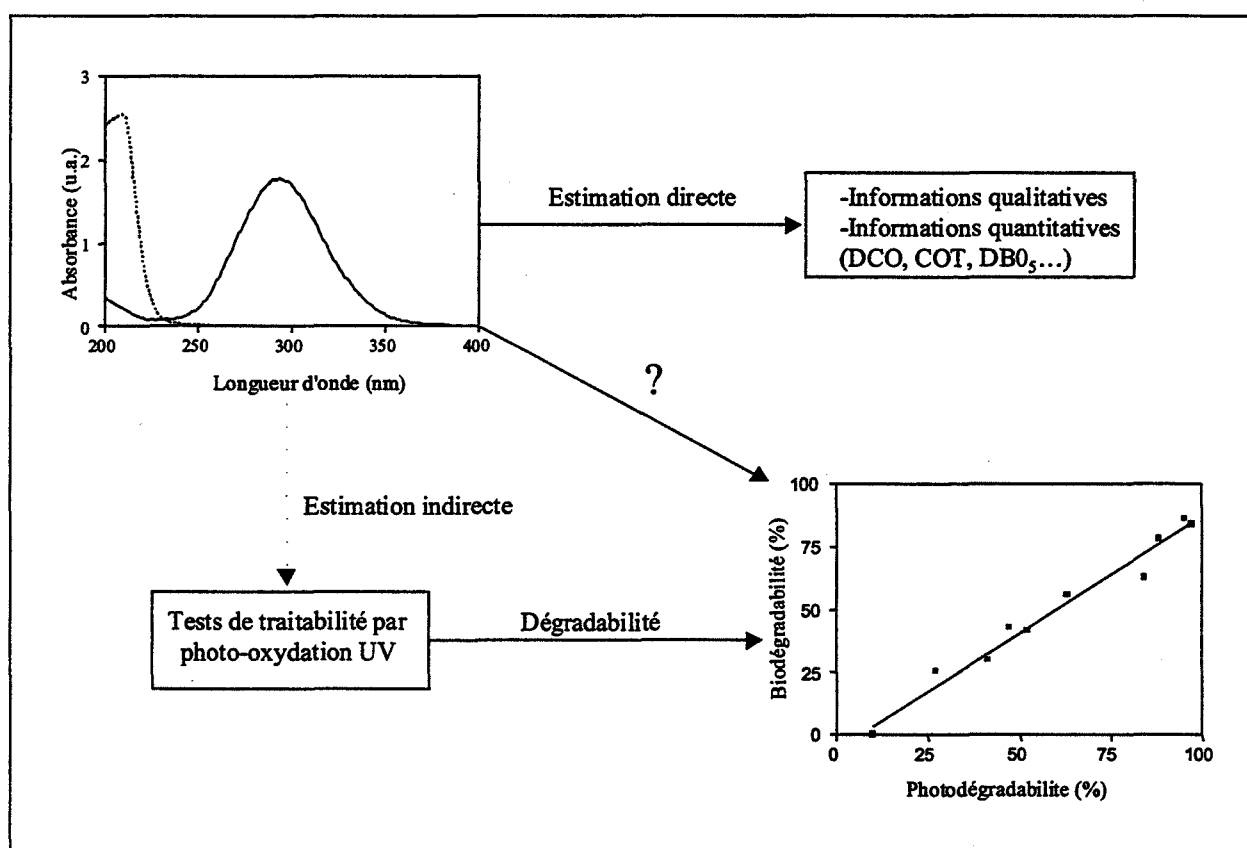 3
2
1
0
Absorbance (u.a.)
200
250
300
350
400
Longueur d'onde (nm)
Estimation directe
-Informations qualitatives
-Informations quantitatives
(DCO, COT, DB0₅...)
?
Estimation indirecte
Tests de traitabilité par
photo-oxydation UV
Dégradabilité
100
75
50
25
0
Biodégradabilité (%)
25
50
75
100
Photodégradabilite (%)